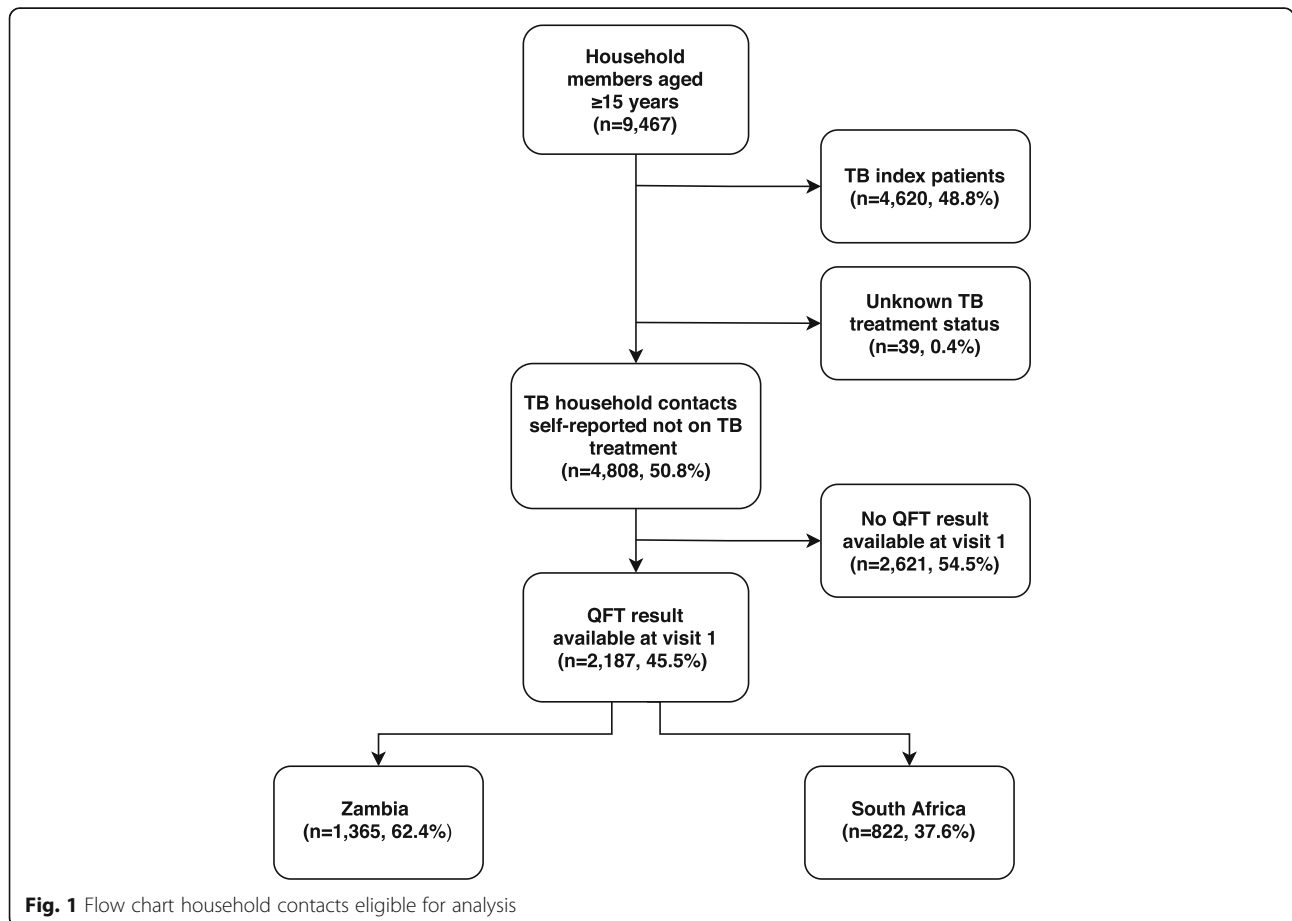 Household
members aged
≥15 years
(n=9,467)
TB index patients
(n=4,620, 48.8%)
Unknown TB
treatment status
(n=39, 0.4%)
TB household contacts
self-reported not on TB
treatment
(n=4,808, 50.8%)
No QFT result
available at visit 1
(n=2,621, 54.5%)
QFT result
available at visit 1
(n=2,187, 45.5%)
Zambia
(n=1,365, 62.4%)
South Africa
(n=822, 37.6%)
Fig. 1 Flow chart household contacts eligible for analysis